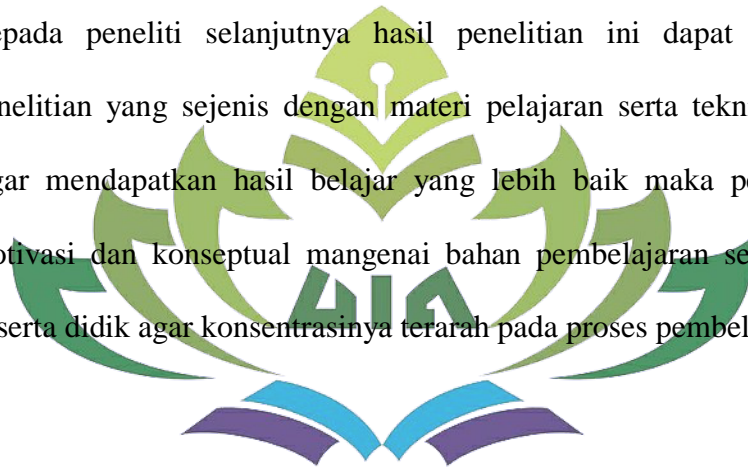 epada peneliti selanjutnya hasil penelitian ini dapat
nelitian yang sejenis dengan materi pelajaran serta tekn
gar mendapatkan hasil belajar yang lebih baik maka p
otivasi dan konseptual mangenai bahan pembelajaran se
serta didik agar konsentrasinya terarah pada proses pembel